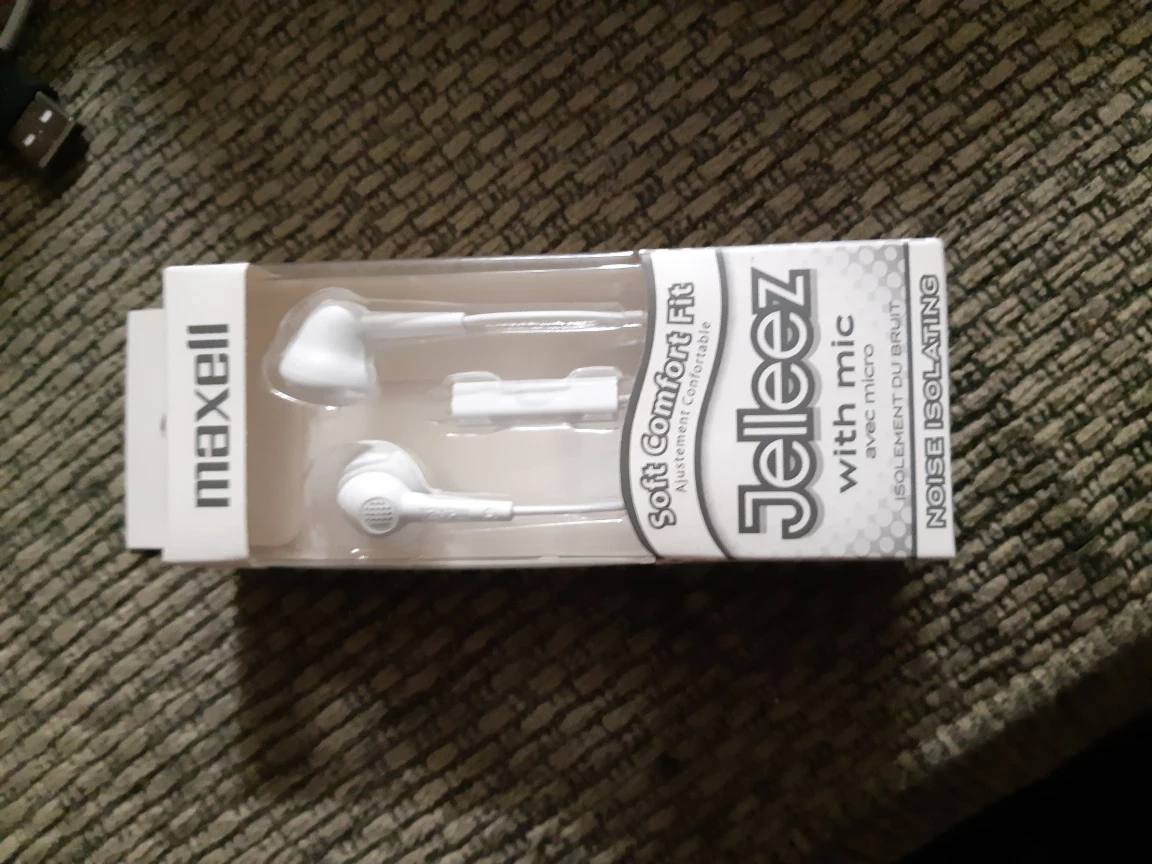 maxell
Soft Comfort Fit
Ajustement Confortable
Jelleez
with mic
avec micro
ISOLEMENT DU BRUIT
NOISE ISOLATING